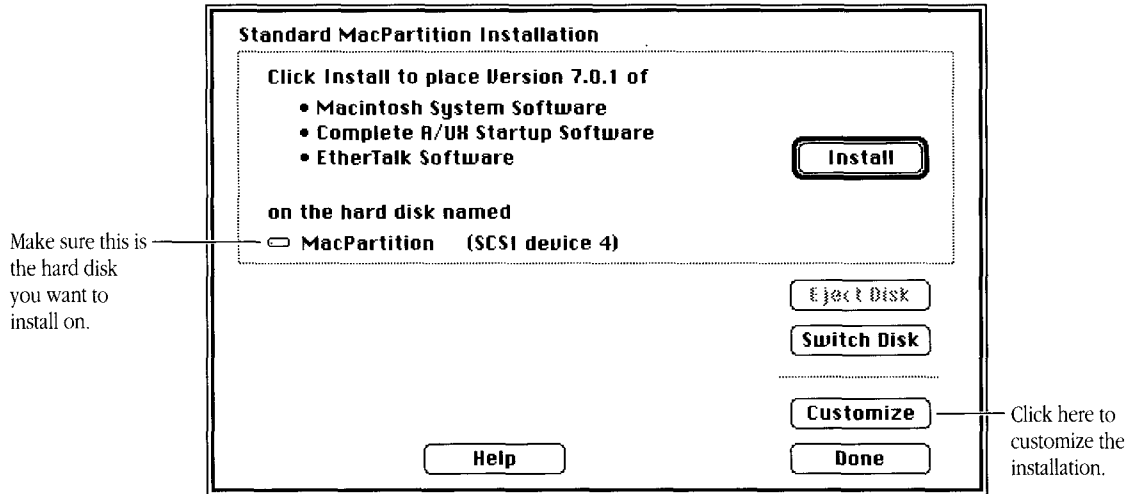 Standard MacPartition Installation
Click Install to place Version 7.0.1 of
• Macintosh System Software
• Complete A/UX Startup Software
• EtherTalk Software
Install
on the hard disk named
MacPartition (SCSI device 4)
Make sure this is
the hard disk
you want to
install on.
Eject Disk
Switch Disk
Customize
Click here to
customize the
installation.
Help
Done